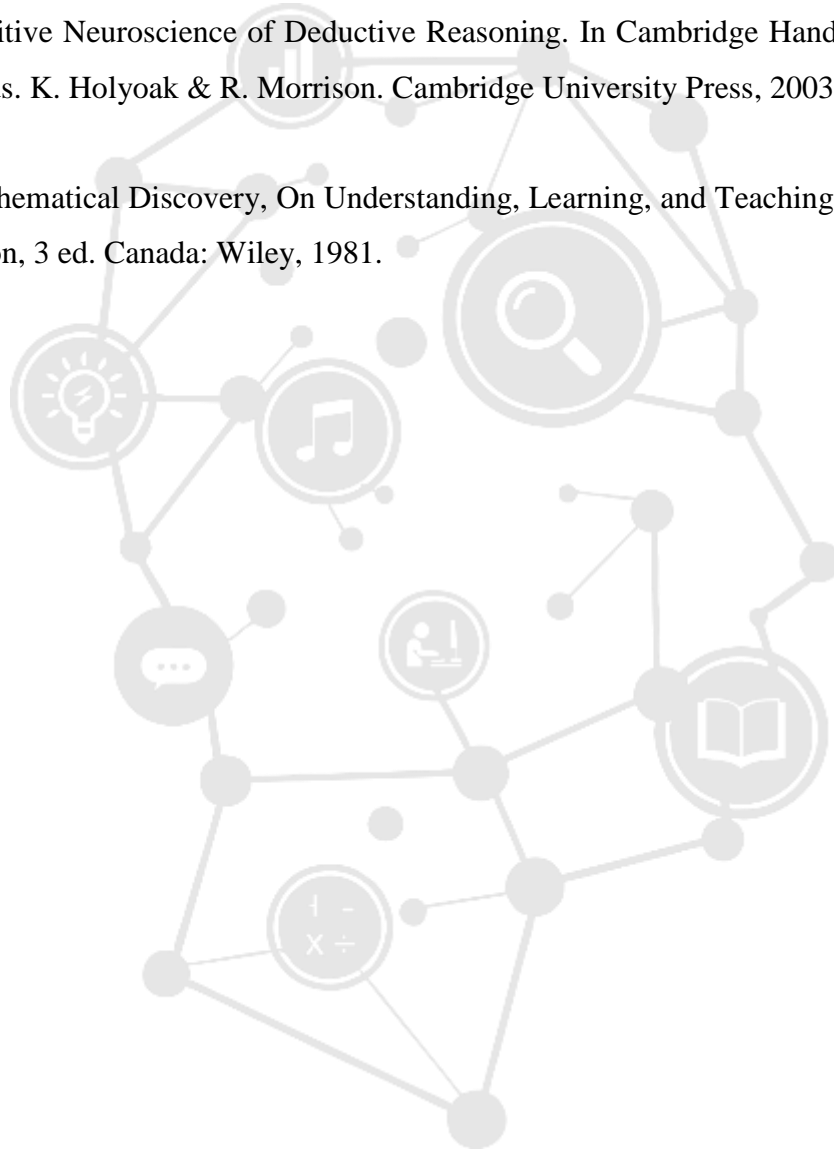 itive Neuroscience of Deductive Reasoning. In Cambridge Hand
s. K. Holyoak & R. Morrison. Cambridge University Press, 2003
hematical Discovery, On Understanding, Learning, and Teaching
on, 3 ed. Canada: Wiley, 1981.